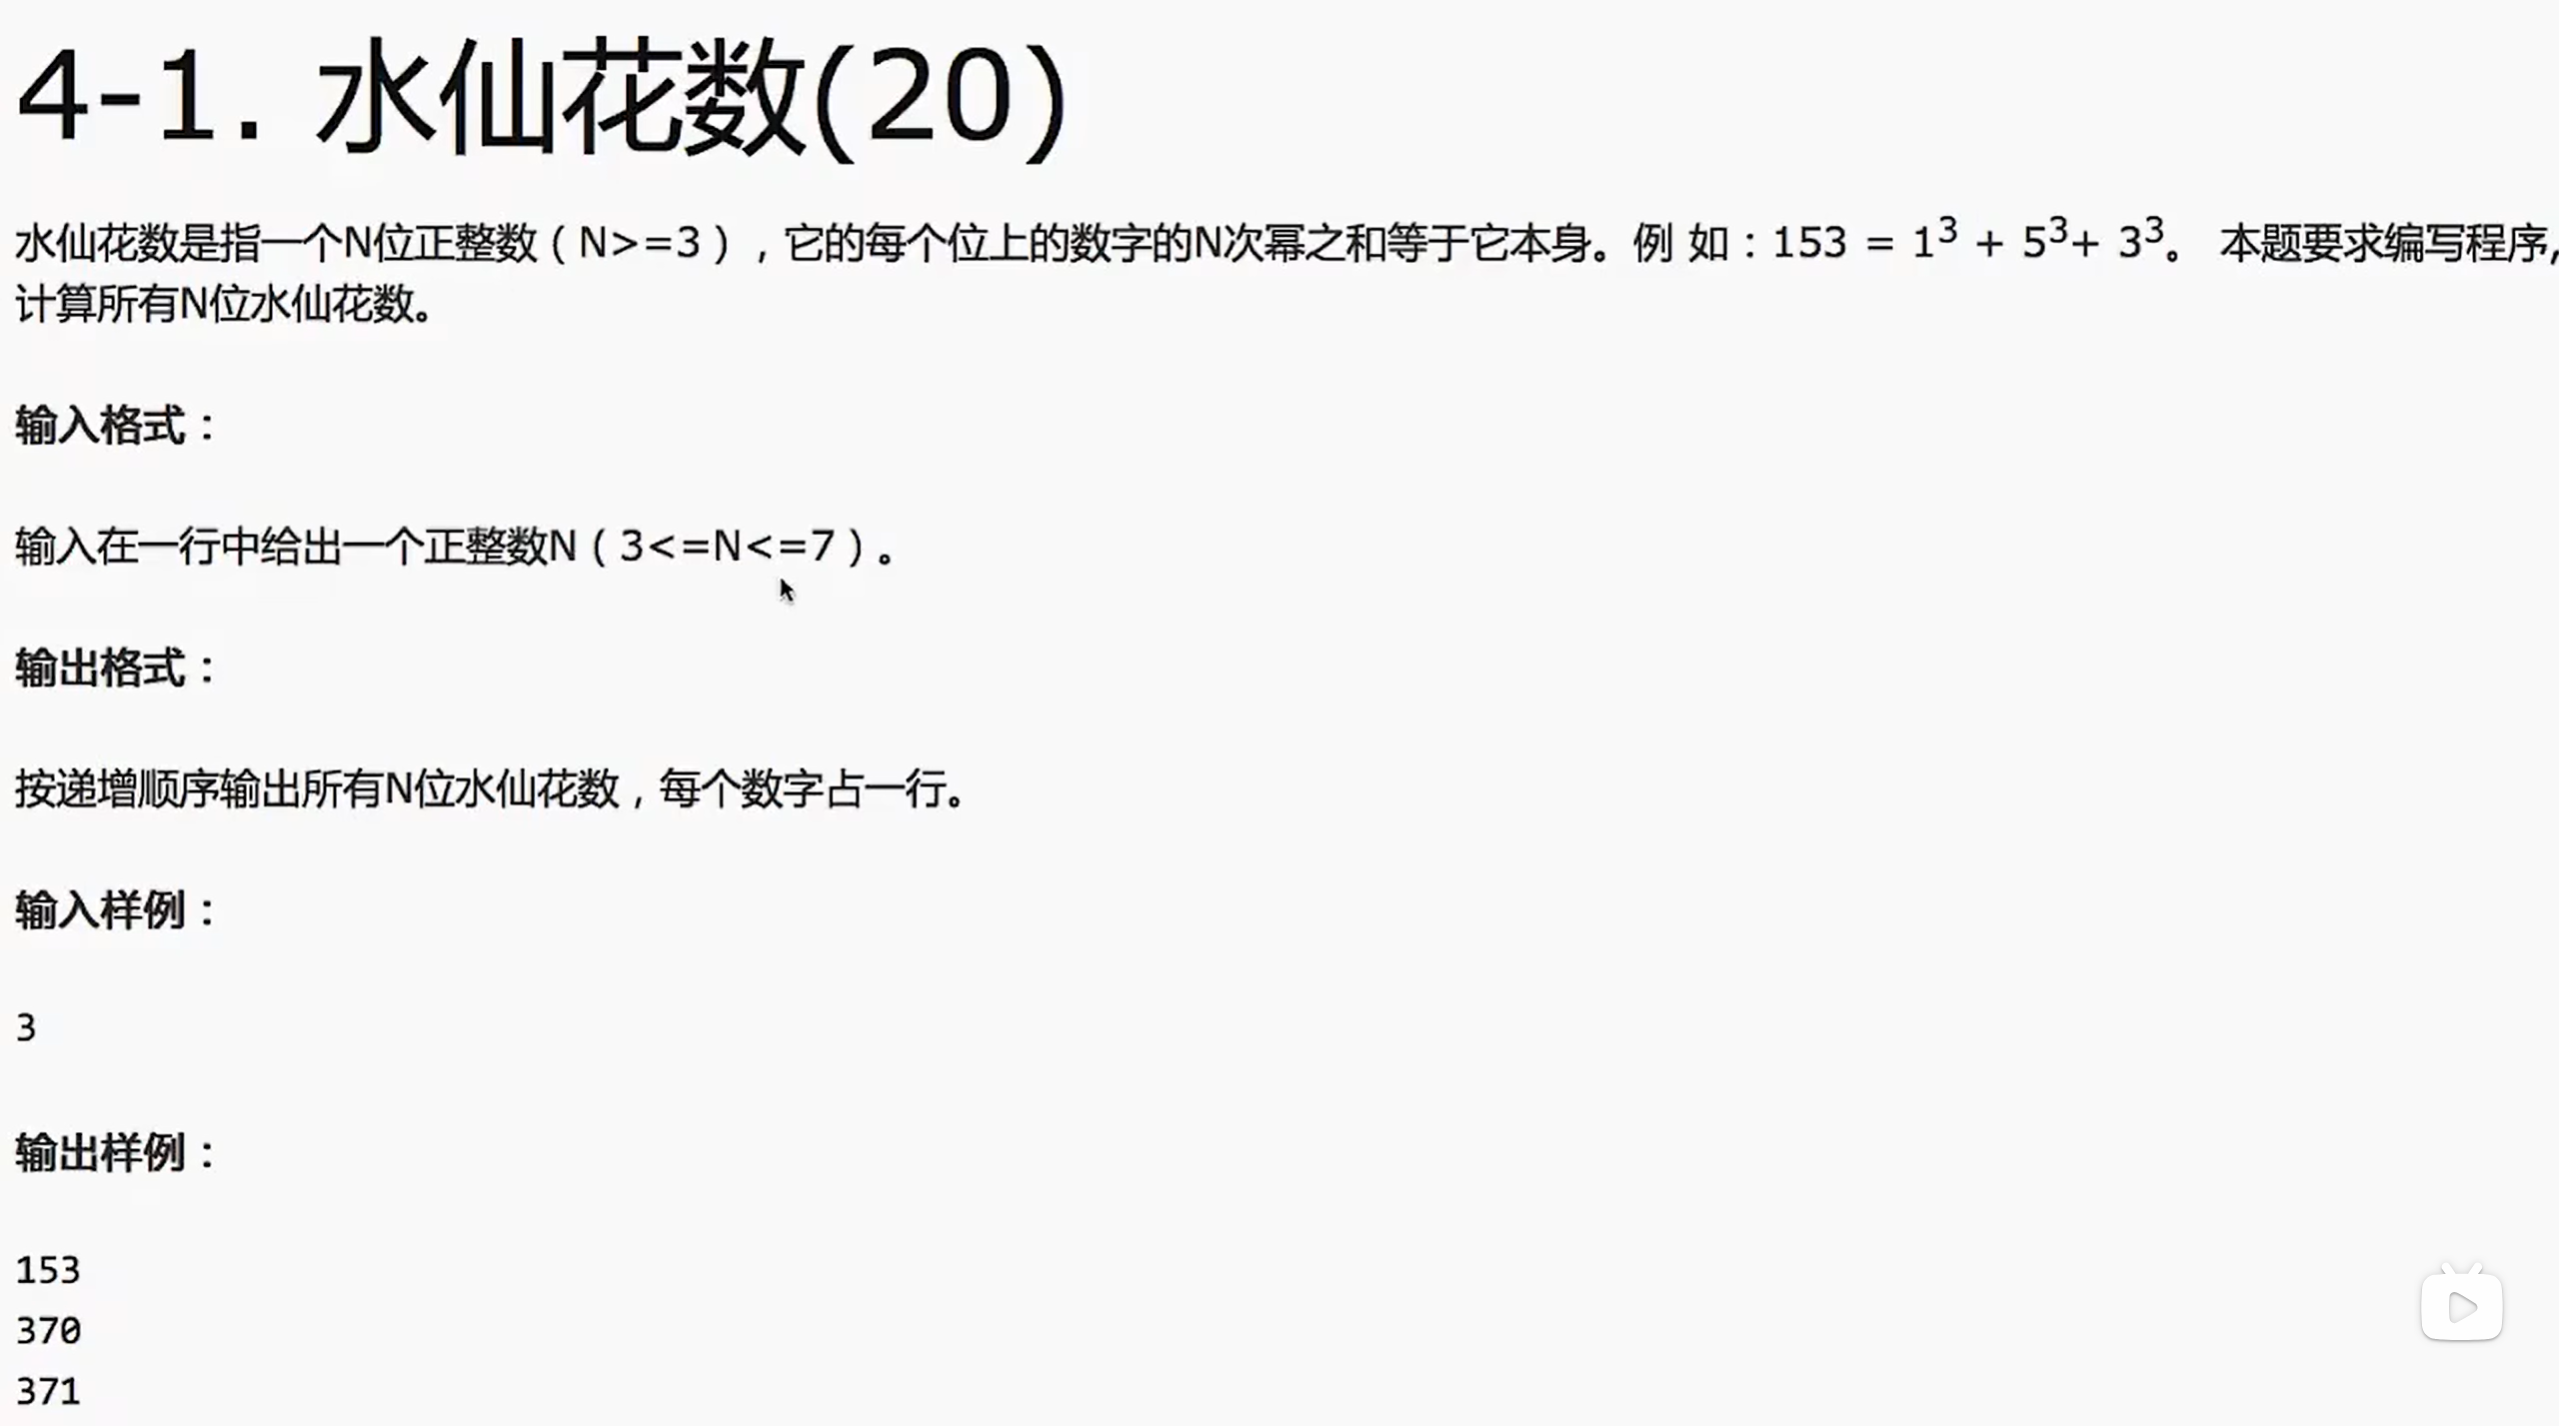 4-1. 水仙花数(20)
水仙花数是指一个N位正整数（N>=3），它的每个位上的数字的N次幂之和等于它本身。例 如：153 = 1³ + 5³+ 3³。 本题要求编写程序,
计算所有N位水仙花数。
输入格式：
输入在一行中给出一个正整数N（3<=N<=7）。
输出格式：
按递增顺序输出所有N位水仙花数，每个数字占一行。
输入样例：
3
输出样例：
153
370
371